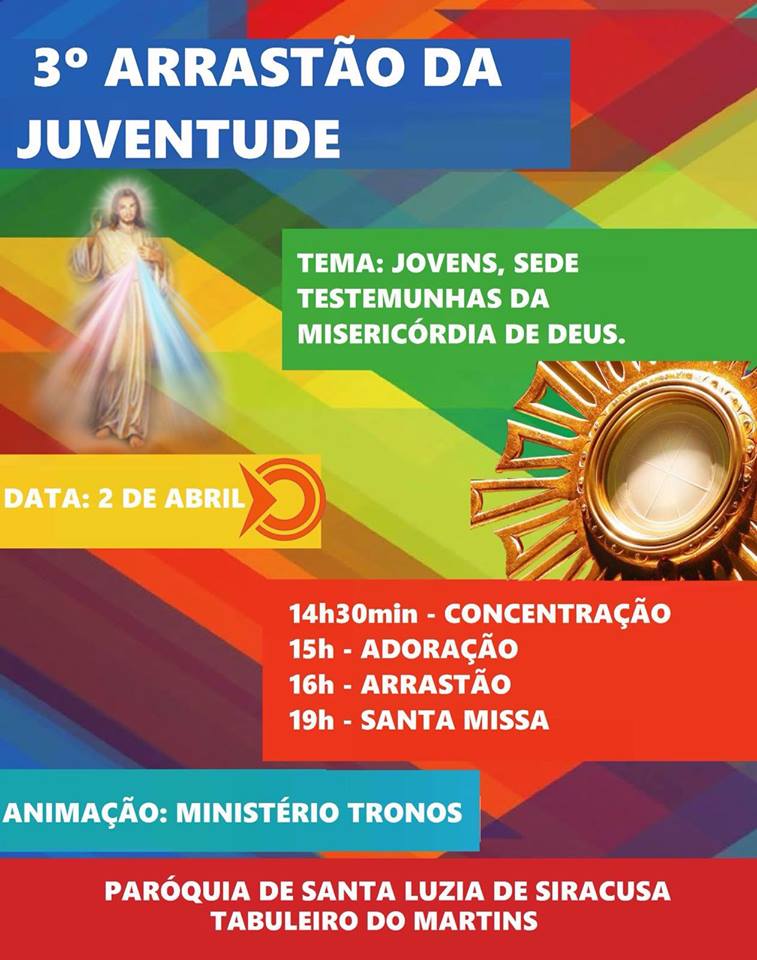 3º ARRASTÃO DA
JUVENTUDE
TEMA: JOVENS, SEDE
TESTEMUNHAS DA
MISERICÓRDIA DE DEUS.
DATA: 2 DE ABRIL
14h30min - CONCENTRAÇÃO
15h - ADORAÇÃO
16h - ARRASTÃO
19h - SANTA MISSA
ANIMAÇÃO: MINISTÉRIO TRONOS
PARÓQUIA DE SANTA LUZIA DE SIRACUSA
TABULEIRO DO MARTINS